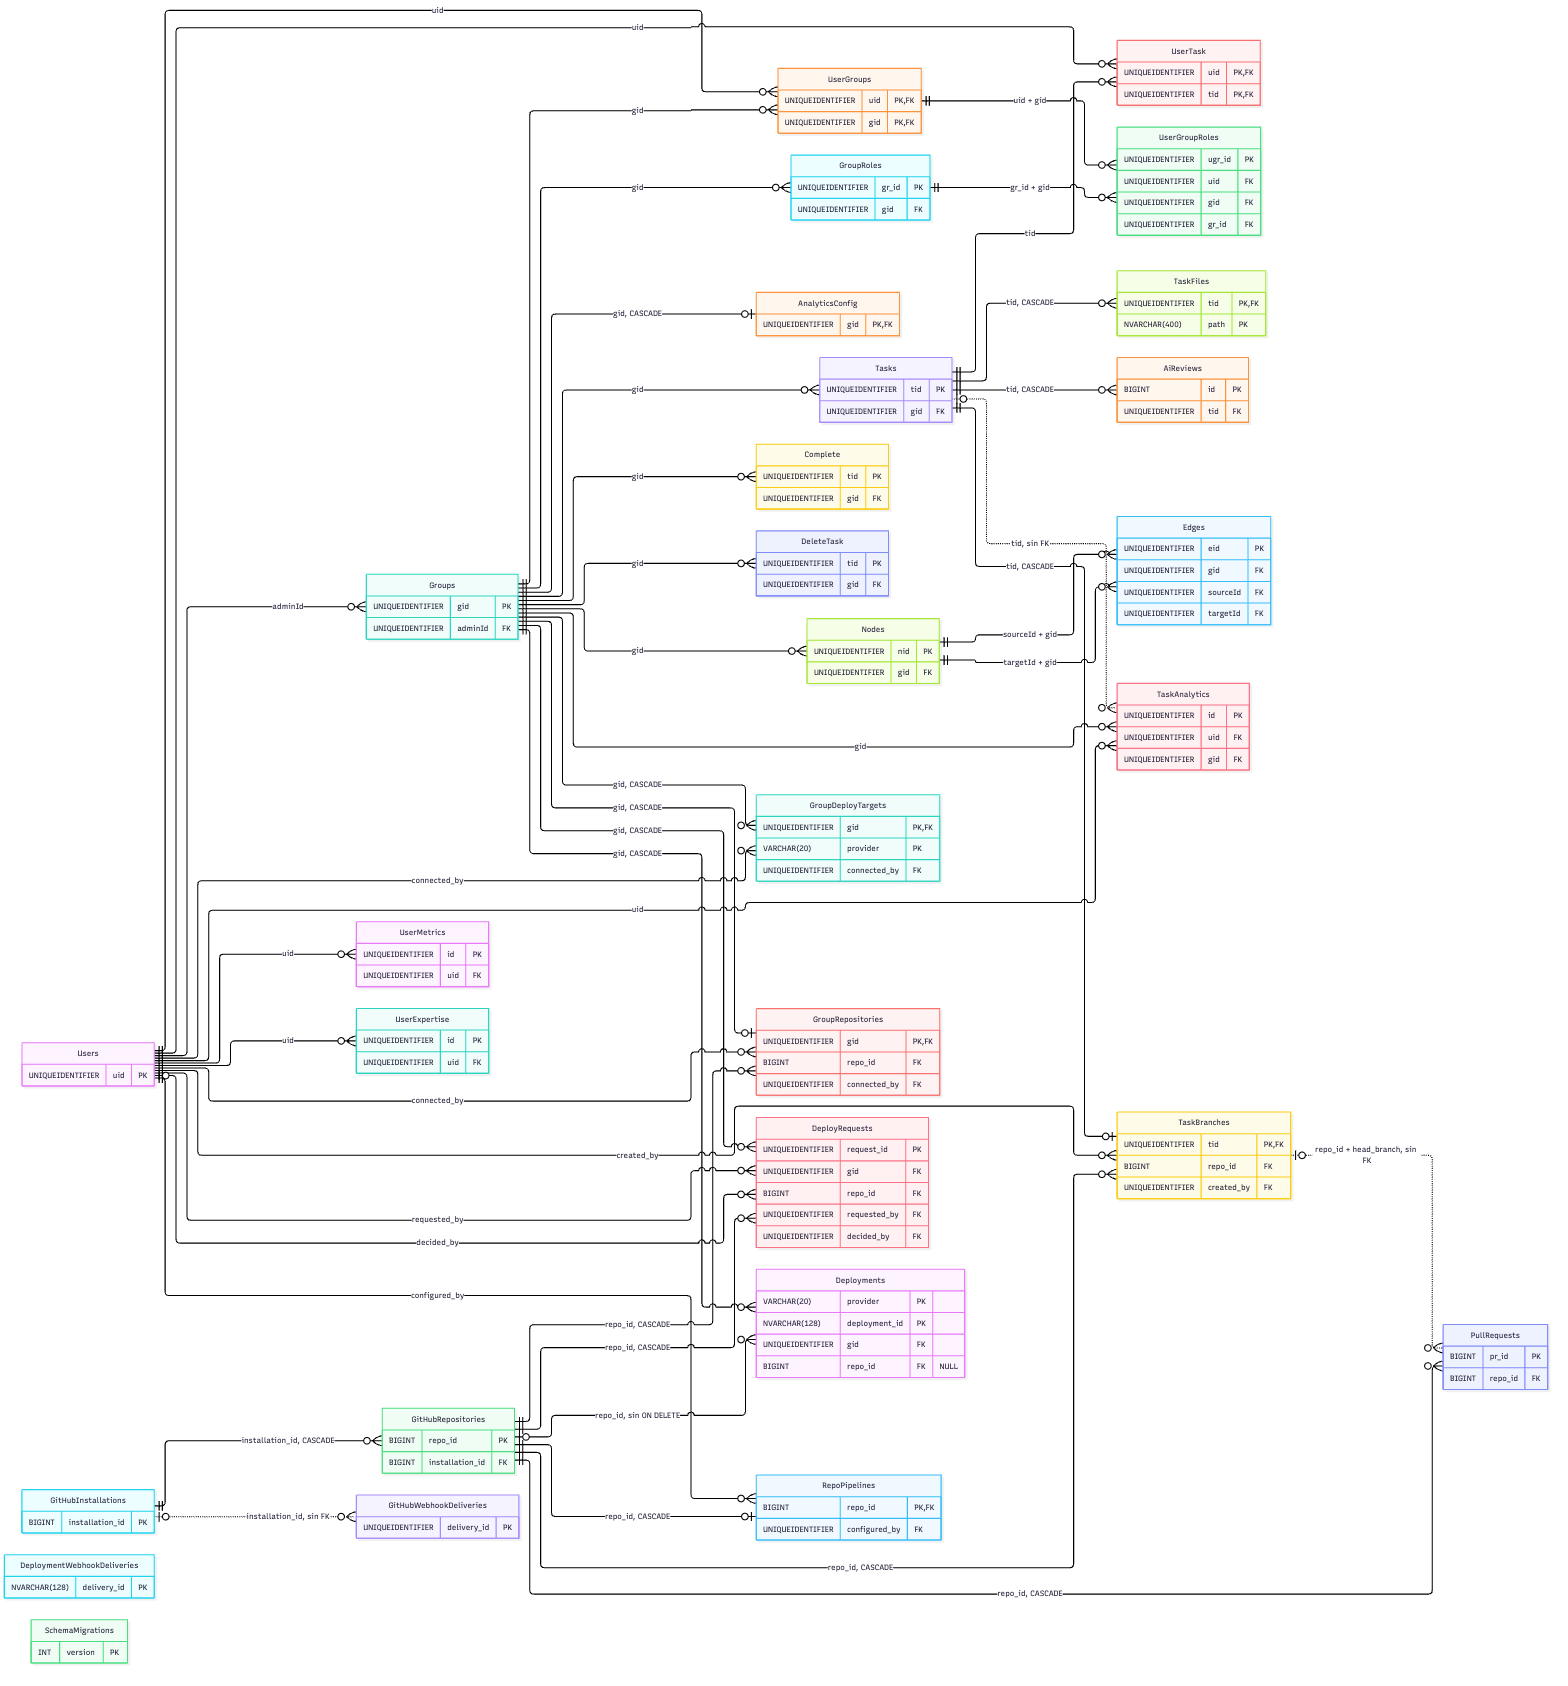 uid
uid
UserTask
UNIQUEIDENTIFIER uid PK,FK
UNIQUEIDENTIFIER tid PK,FK
UserGroups
UNIQUEIDENTIFIER uid PK,FK
UNIQUEIDENTIFIER gid PK,FK
uid + gid
gid
UserGroupRoles
UNIQUEIDENTIFIER ugr_id PK
UNIQUEIDENTIFIER uid FK
UNIQUEIDENTIFIER gid FK
UNIQUEIDENTIFIER gr_id FK
GroupRoles
UNIQUEIDENTIFIER gr_id PK
UNIQUEIDENTIFIER gid FK
gid
gr_id + gid
tid
TaskFiles
UNIQUEIDENTIFIER tid PK,FK
NVARCHAR(400) path PK
AnalyticsConfig
UNIQUEIDENTIFIER gid PK,FK
gid, CASCADE
tid, CASCADE
Tasks
UNIQUEIDENTIFIER tid PK
UNIQUEIDENTIFIER gid FK
gid
tid, CASCADE
AiReviews
BIGINT id PK
UNIQUEIDENTIFIER tid FK
Complete
UNIQUEIDENTIFIER tid PK
UNIQUEIDENTIFIER gid FK
gid
DeleteTask
UNIQUEIDENTIFIER tid PK
UNIQUEIDENTIFIER gid FK
gid
tid, sin FK
tid, CASCADE
Edges
UNIQUEIDENTIFIER eid PK
UNIQUEIDENTIFIER gid FK
UNIQUEIDENTIFIER sourceId FK
UNIQUEIDENTIFIER targetId FK
Groups
UNIQUEIDENTIFIER gid PK
UNIQUEIDENTIFIER adminId FK
adminId
Nodes
UNIQUEIDENTIFIER nid PK
UNIQUEIDENTIFIER gid FK
gid
sourceId + gid
targetId + gid
TaskAnalytics
UNIQUEIDENTIFIER id PK
UNIQUEIDENTIFIER uid FK
UNIQUEIDENTIFIER gid FK
gid
gid, CASCADE
gid, CASCADE
gid, CASCADE
gid, CASCADE
GroupDeployTargets
UNIQUEIDENTIFIER gid PK,FK
VARCHAR(20) provider PK
UNIQUEIDENTIFIER connected_by FK
connected_by
uid
UserMetrics
UNIQUEIDENTIFIER id PK
UNIQUEIDENTIFIER uid FK
uid
UserExpertise
UNIQUEIDENTIFIER id PK
UNIQUEIDENTIFIER uid FK
uid
GroupRepositories
UNIQUEIDENTIFIER gid PK,FK
BIGINT repo_id FK
UNIQUEIDENTIFIER connected_by FK
Users
UNIQUEIDENTIFIER uid PK
connected_by
created_by
requested_by
decided_by
configured_by
DeployRequests
UNIQUEIDENTIFIER request_id PK
UNIQUEIDENTIFIER gid FK
BIGINT repo_id FK
UNIQUEIDENTIFIER requested_by FK
UNIQUEIDENTIFIER decided_by FK
TaskBranches
UNIQUEIDENTIFIER tid PK,FK
BIGINT repo_id FK
UNIQUEIDENTIFIER created_by FK
repo_id + head_branch, sin
FK
Deployments
VARCHAR(20) provider PK
NVARCHAR(128) deployment_id PK
UNIQUEIDENTIFIER gid FK
BIGINT repo_id FK NULL
repo_id, CASCADE
repo_id, CASCADE
repo_id, sin ON DELETE
PullRequests
BIGINT pr_id PK
BIGINT repo_id FK
GitHubRepositories
BIGINT repo_id PK
BIGINT installation_id FK
installation_id, CASCADE
GitHubInstallations
BIGINT installation_id PK
installation_id, sin FK
GitHubWebhookDeliveries
UNIQUEIDENTIFIER delivery_id PK
RepoPipelines
BIGINT repo_id PK,FK
UNIQUEIDENTIFIER configured_by FK
repo_id, CASCADE
repo_id, CASCADE
repo_id, CASCADE
DeploymentWebhookDeliveries
NVARCHAR(128) delivery_id PK
SchemaMigrations
INT version PK